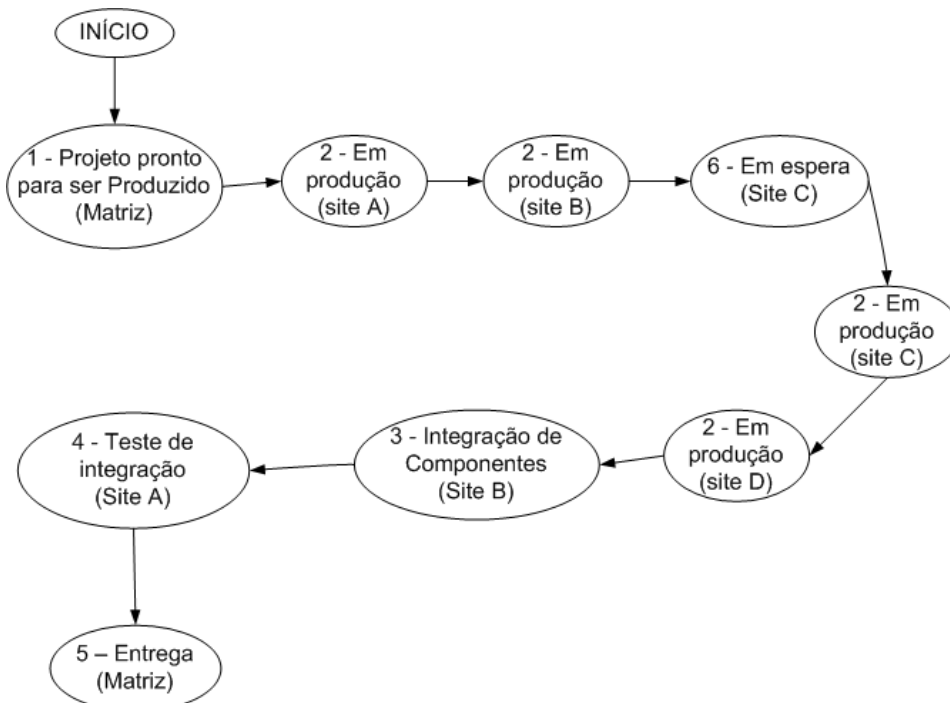 INÍCIO
1 - Projeto pronto
para ser Produzido
(Matriz)
2 - Em
produção
(site A)
2 - Em
produção
(site B)
6 - Em espera
(Site C)
2 - Em
produção
(site C)
2 - Em
produção
(site D)
3 - Integração de
Componentes
(Site B)
4 - Teste de
integração
(Site A)
5 – Entrega
(Matriz)